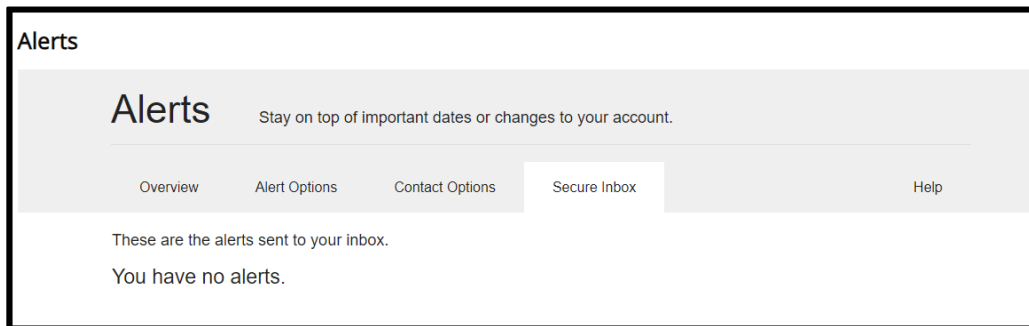 Alerts
Alerts Stay on top of important dates or changes to your account.
Overview Alert Options Contact Options Secure Inbox Help
These are the alerts sent to your inbox.
You have no alerts.